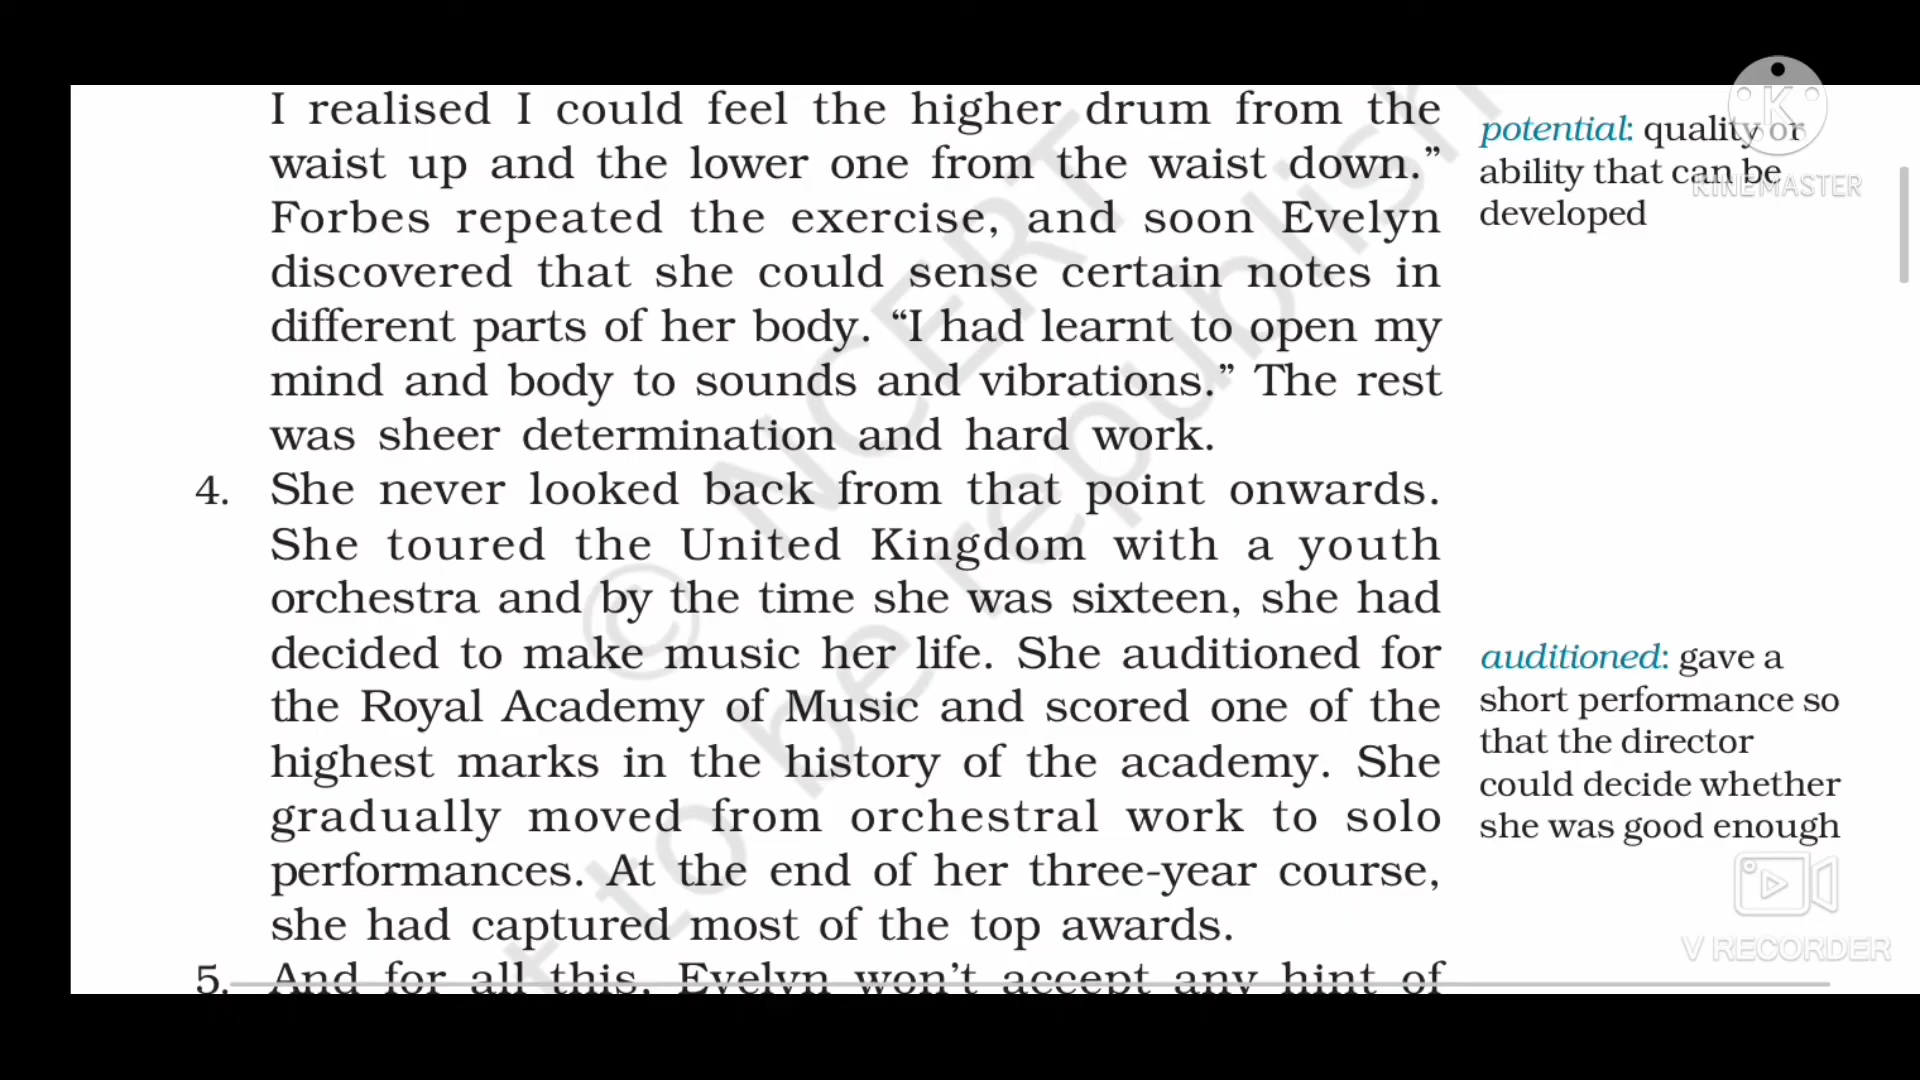 I realised I could feel the higher drum from the
waist up and the lower one from the waist down.”
Forbes repeated the exercise, and soon Evelyn
discovered that she could sense certain notes in
different parts of her body. “I had learnt to open my
mind and body to sounds and vibrations.” The rest
was sheer determination and hard work.
4. She never looked back from that point onwards.
She toured the United Kingdom with a youth
orchestra and by the time she was sixteen, she had
decided to make music her life. She auditioned for
the Royal Academy of Music and scored one of the
highest marks in the history of the academy. She
gradually moved from orchestral work to solo
performances. At the end of her three-year course,
she had captured most of the top awards.
5. And for all this, Evelyn won’t accept any hint of
potential: quality or
ability that can be
developed
auditioned: gave a
short performance so
that the director
could decide whether
she was good enough
K
KINEMASTER
V RECORDER
© NCERT
to be republish